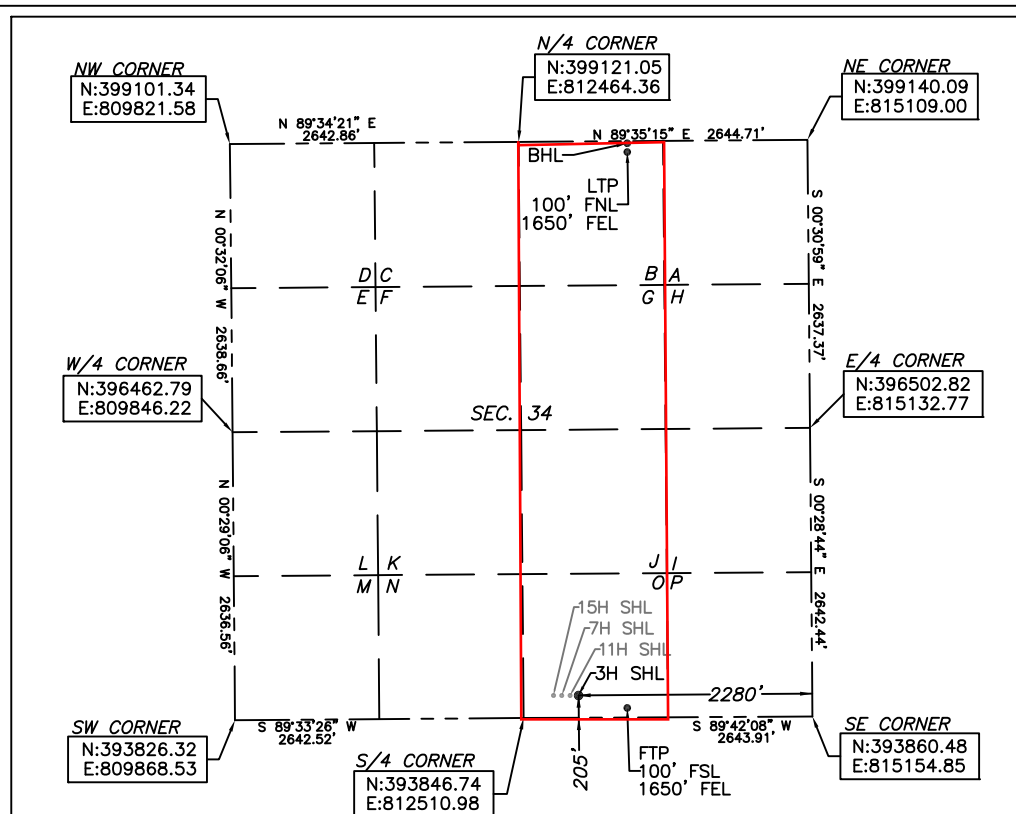 N/4 CORNER
N:399121.05
E:812464.36
NW CORNER
N:399101.34
E:809821.58
NE CORNER
N:399140.09
E:815109.00
N 89°34'21" E
2642.86'
N 89°35'15" E 2644.71'
BHL
LTP
100' FNL
1650' FEL
N 00°32'06" W 2638.66'
S 00°30'59" E 2637.37'
D C
E F
B A
G H
W/4 CORNER
N:396462.79
E:809846.22
E/4 CORNER
N:396502.82
E:815132.77
SEC. 34
N 00°29'06" W 2636.56'
S 00°28'44" E 2642.44'
L K
M N
J I
O P
15H SHL
7H SHL
11H SHL
3H SHL
2280'
205'
SW CORNER
N:393826.32
E:809868.53
S 89°33'26" W
2642.52'
S/4 CORNER
N:393846.74
E:812510.98
FTP
100' FSL
1650' FEL
S 89°42'08" W
2643.91'
SE CORNER
N:393860.48
E:815154.85